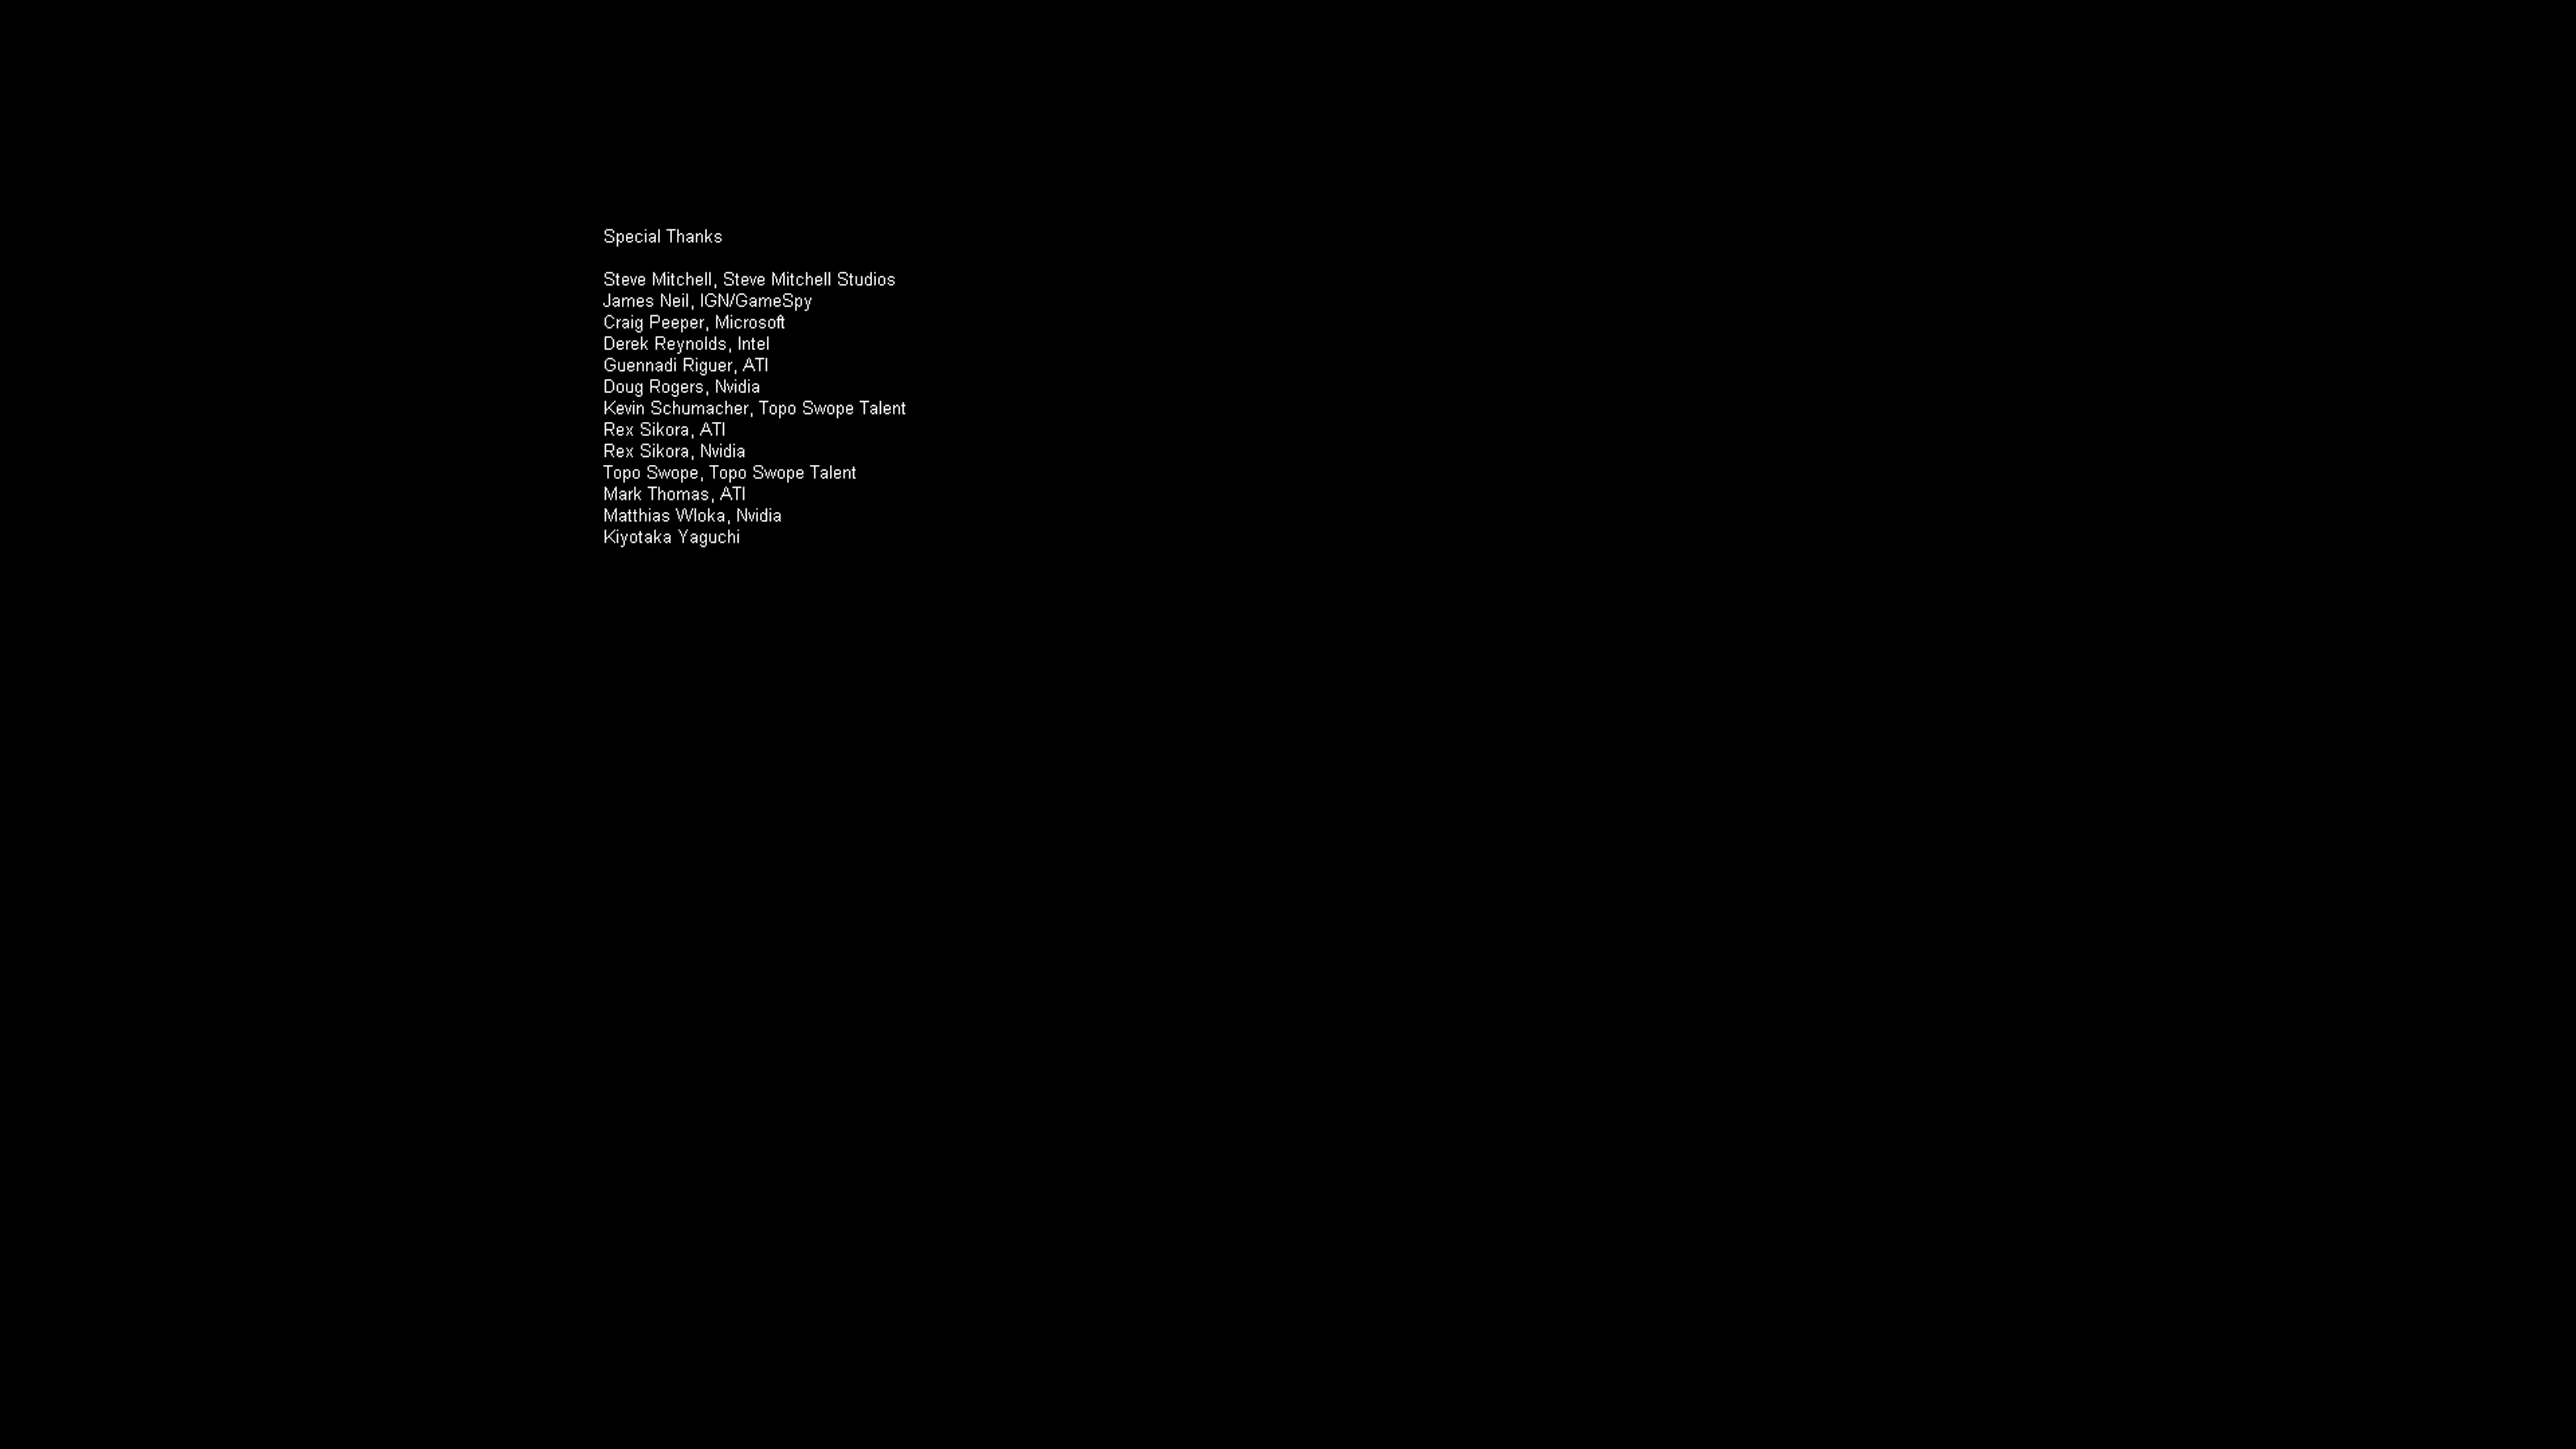 Special Thanks
Steve Mitchell, Steve Mitchell Studios
James Neil, IGN/GameSpy
Craig Peeper, Microsoft
Derek Reynolds, Intel
Guennadi Riguer, ATI
Doug Rogers, Nvidia
Kevin Schumacher, Topo Swope Talent
Rex Sikora, ATI
Rex Sikora, Nvidia
Topo Swope, Topo Swope Talent
Mark Thomas, ATI
Matthias Wloka, Nvidia
Kiyotaka Yaguchi